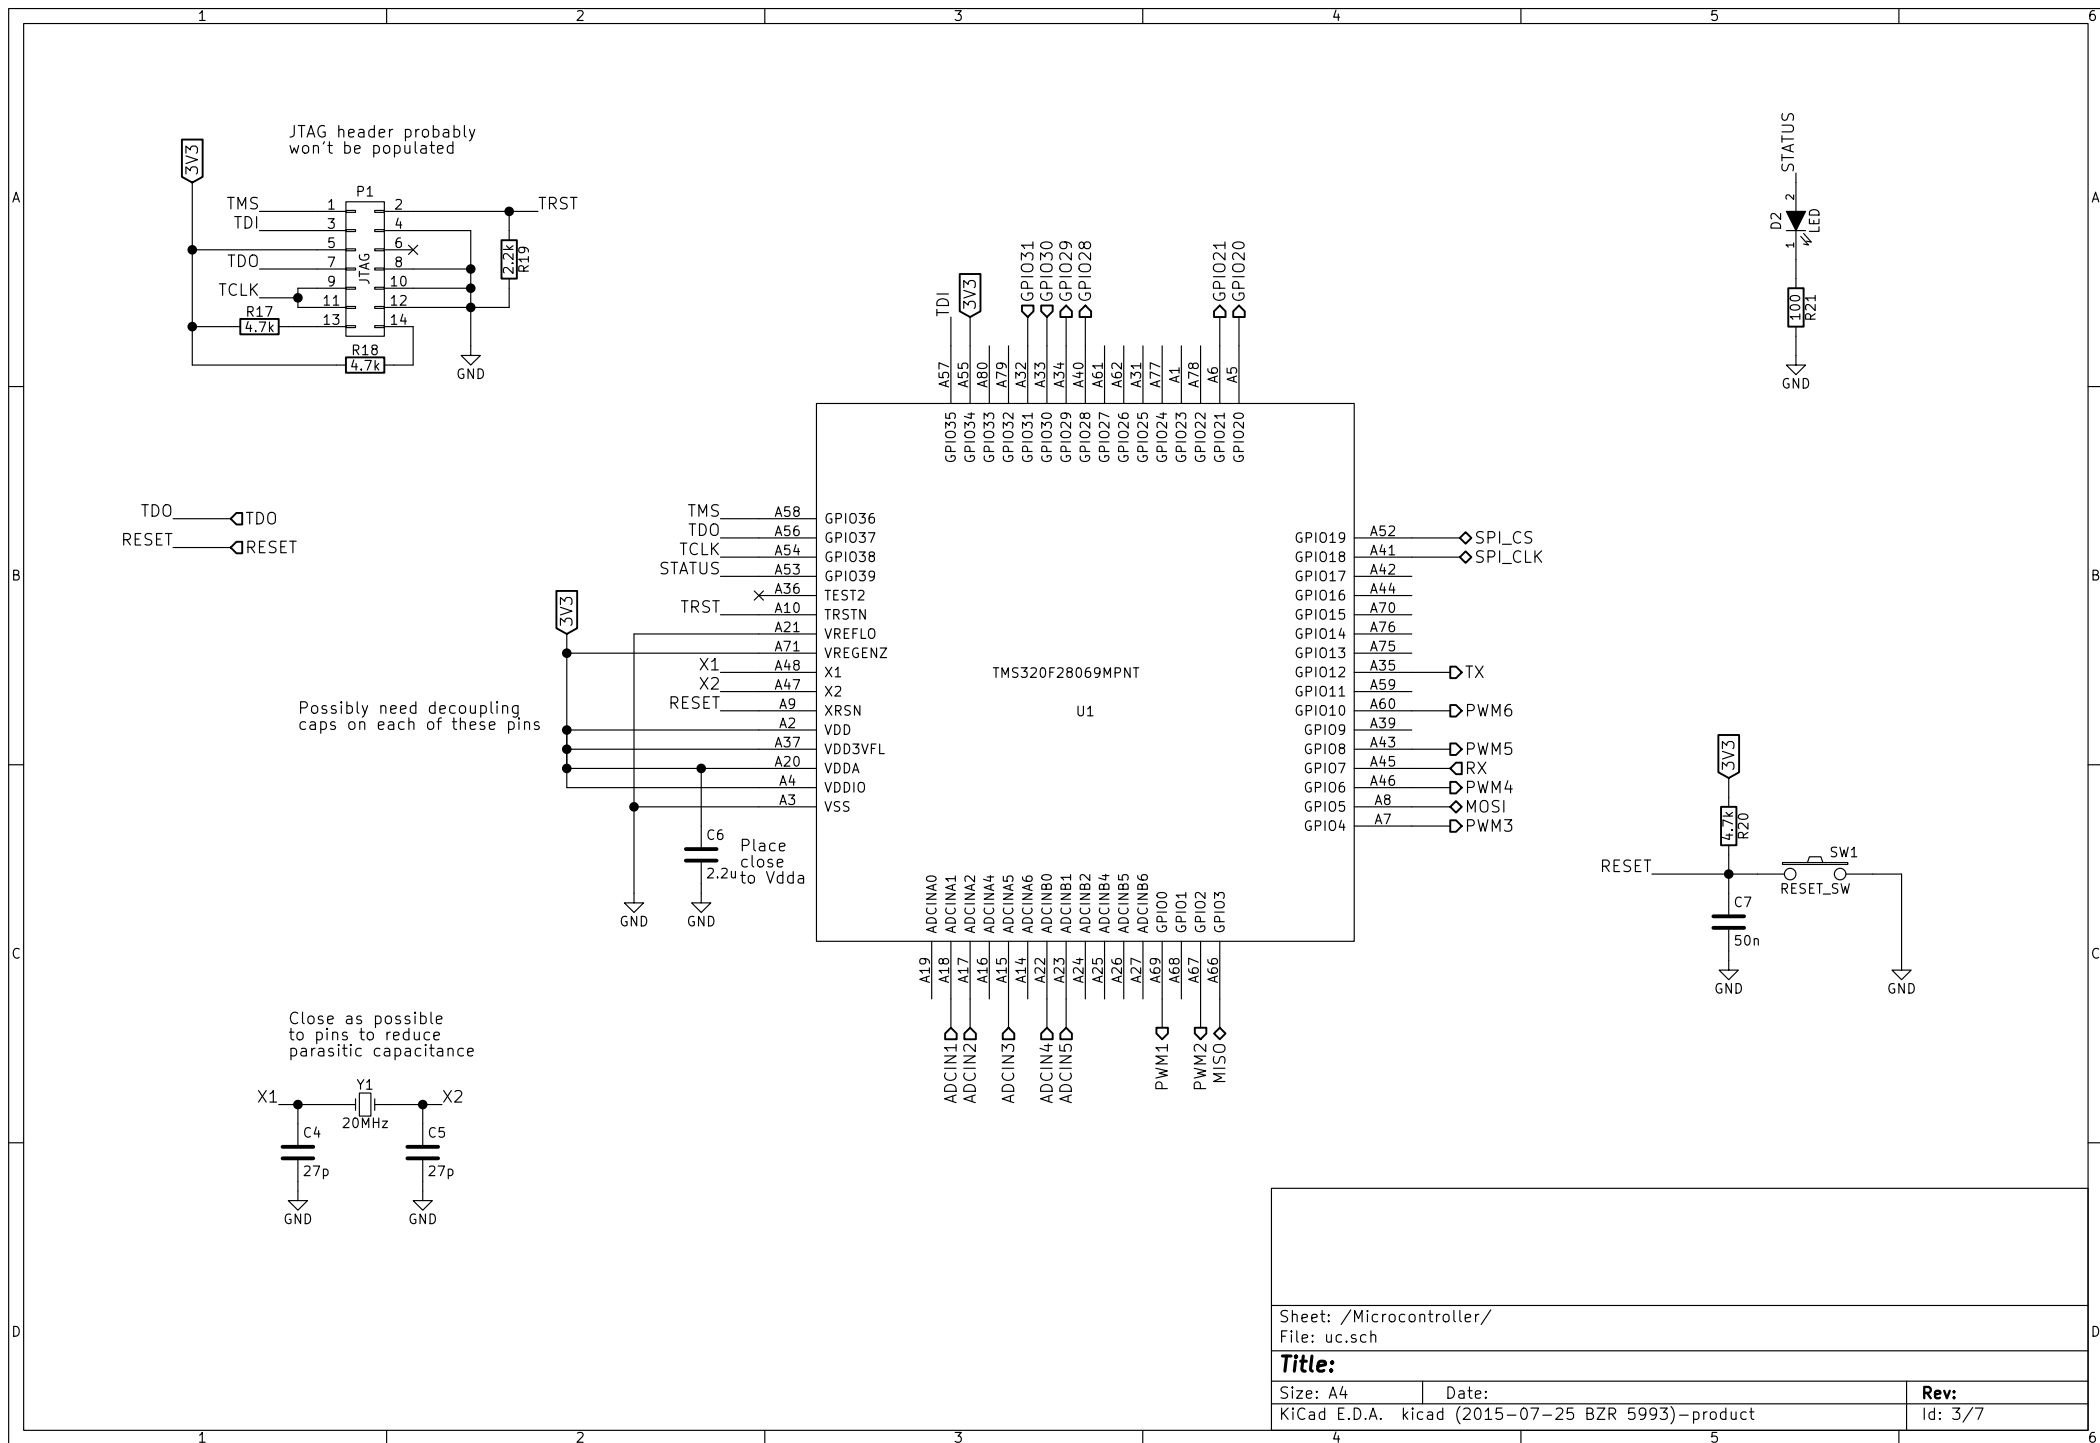 1 2 3 4 5 6
A
B
C
D
JTAG header probably
won't be populated
3V3
P1
JTAG
TMS 1 2 TRST
TDI 3 4
5 6
TDO 7 8
TCLK 9 10
11 12
13 14
R17
4.7k
R18
4.7k
2.2k
R19
GND
TDO TDO
RESET RESET
Possibly need decoupling
caps on each of these pins
3V3
TMS A58 GPIO36
TDO A56 GPIO37
TCLK A54 GPIO38
STATUS A53 GPIO39
A36 TEST2
TRST A10 TRSTN
A21 VREFLO
A71 VREGENZ
X1 A48 X1
X2 A47 X2
RESET A9 XRSN
A2 VDD
A37 VDD3VFL
A20 VDDA
A4 VDDIO
A3 VSS
C6
2.2u
Place
close
to Vdda
GND
GND
TDI A57 GPIO35
3V3 A55 GPIO34
A80 GPIO33
A79 GPIO32
GPIO31 A32 GPIO31
GPIO30 A33 GPIO30
GPIO29 A34 GPIO29
GPIO28 A40 GPIO28
A61 GPIO27
A62 GPIO26
A31 GPIO25
A77 GPIO24
A1 GPIO23
A78 GPIO22
GPIO21 A6 GPIO21
GPIO20 A5 GPIO20
TMS320F28069MPNT
U1
GPIO19 A52 SPI_CS
GPIO18 A41 SPI_CLK
GPIO17 A42
GPIO16 A44
GPIO15 A70
GPIO14 A76
GPIO13 A75
GPIO12 A35 TX
GPIO11 A59
GPIO10 A60 PWM6
GPIO9 A39
GPIO8 A43 PWM5
GPIO7 A45 RX
GPIO6 A46 PWM4
GPIO5 A8 MOSI
GPIO4 A7 PWM3
ADCINA0 A19
ADCINA1 A18 ADCIN1
ADCINA2 A17 ADCIN2
ADCINA4 A16
ADCINA5 A15 ADCIN3
ADCINA6 A14
ADCINB0 A22 ADCIN4
ADCINB1 A23 ADCIN5
ADCINB2 A24
ADCINB4 A25
ADCINB5 A26
ADCINB6 A27
GPIO0 A69 PWM1
GPIO1 A68
GPIO2 A67 PWM2
GPIO3 A66 MISO
STATUS
2
D2
LED
1
100
R21
GND
3V3
4.7k
R20
RESET
SW1
RESET_SW
C7
50n
GND
GND
Close as possible
to pins to reduce
parasitic capacitance
X1 Y1 X2
20MHz
C4
27p
C5
27p
GND
GND
Sheet: /Microcontroller/
File: uc.sch
Title:
Size: A4 Date: Rev:
KiCad E.D.A. kicad (2015-07-25 BZR 5993)-product Id: 3/7
A
B
C
D
1 2 3 4 5 6